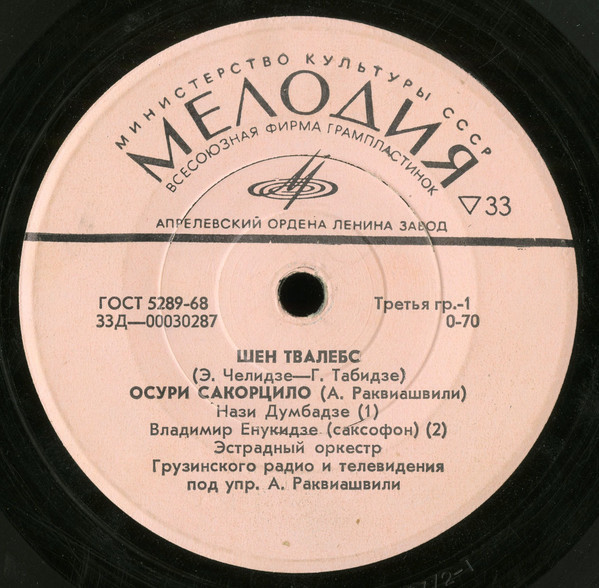 МИНИСТЕРСТВО КУЛЬТУРЫ СССР
МЕЛОДИЯ
ВСЕСОЮЗНАЯ ФИРМА ГРАМПЛАСТИНОК
▽33
АПРЕЛЕВСКИЙ ОРДЕНА ЛЕНИНА ЗАВОД
ГОСТ 5289-68 Третья гр.-1
33Д—00030287 0-70
ШЕН ТВАЛЕБС
(Э. Челидзе—Г. Табидзе)
ОСУРИ САКОРЦИЛО (А. Раквиашвили)
Нази Думбадзе (1)
Владимир Енукидзе (саксофон) (2)
Эстрадный оркестр
Грузинского радио и телевидения
под упр. А. Раквиашвили